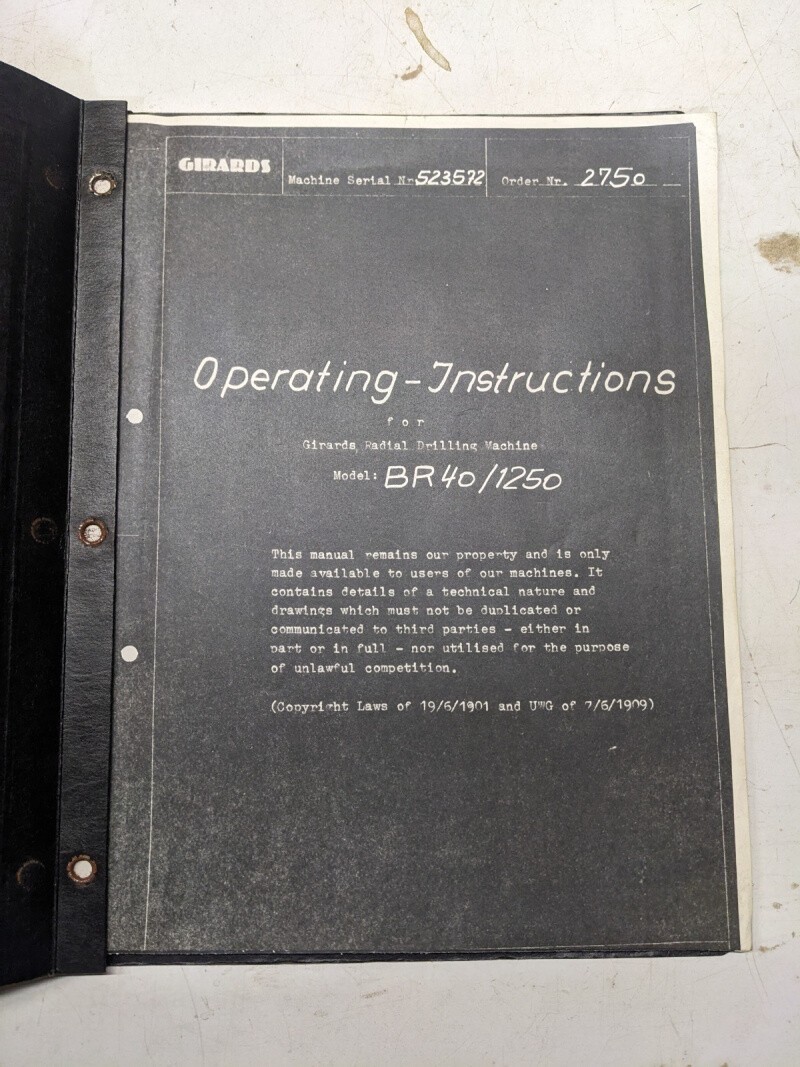 GIRARDS
Machine Serial Nr 523572
Order Nr. 2750
Operating-Instructions
for
Girards Radial Drilling Machine
Model: BR40/1250
This manual remains our property and is only
made available to users of our machines. It
contains details of a technical nature and
drawings which must not be duplicated or
communicated to third parties - either in
part or in full - nor utilised for the purpose
of unlawful competition.
(Copyright Laws of 19/6/1901 and UWG of 7/6/1909)